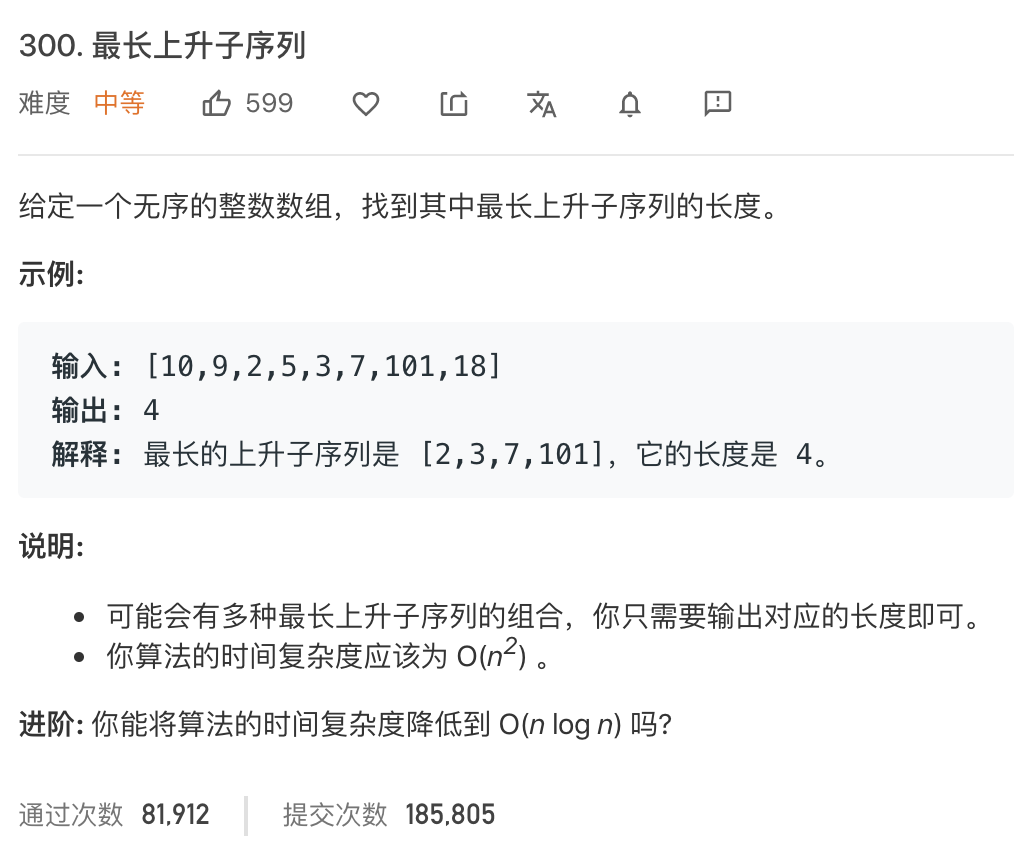 300. 最长上升子序列
难度 中等 599
给定一个无序的整数数组，找到其中最长上升子序列的长度。
示例:
输入: [10,9,2,5,3,7,101,18]
输出: 4
解释: 最长的上升子序列是 [2,3,7,101]，它的长度是 4。
说明:
• 可能会有多种最长上升子序列的组合，你只需要输出对应的长度即可。
• 你算法的时间复杂度应该为 O(n²) 。
进阶: 你能将算法的时间复杂度降低到 O(n log n) 吗?
通过次数 81,912 提交次数 185,805